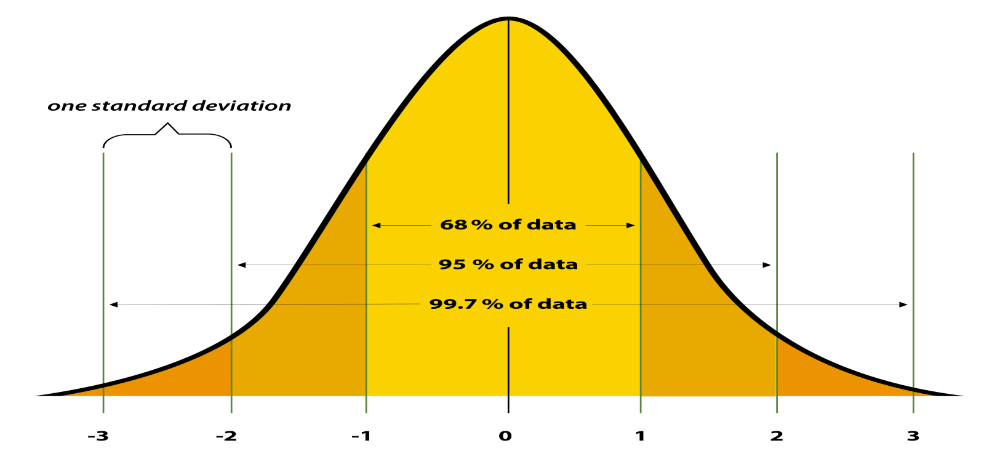 one standard deviation
68 % of data
95 % of data
99.7 % of data
-3 -2 -1 0 1 2 3